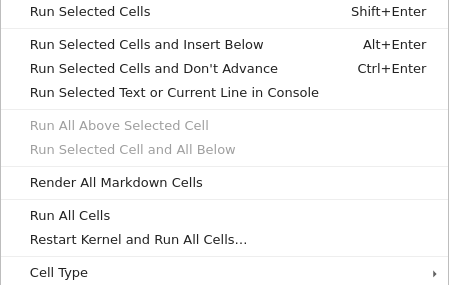 Run Selected Cells Shift+Enter
Run Selected Cells and Insert Below Alt+Enter
Run Selected Cells and Don't Advance Ctrl+Enter
Run Selected Text or Current Line in Console
Run All Above Selected Cell
Run Selected Cell and All Below
Render All Markdown Cells
Run All Cells
Restart Kernel and Run All Cells…
Cell Type